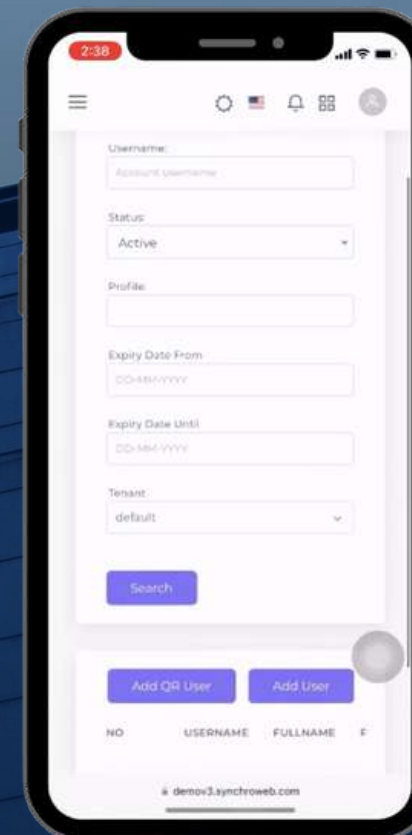 2:38
Username:
Account username
Status:
Active
Profile:
Expiry Date From
DD-MM-YYYY
Expiry Date Until
DD-MM-YYYY
Tenant
default
Search
Add QR User
Add User
NO USERNAME FULLNAME F
demov3.synchroweb.com